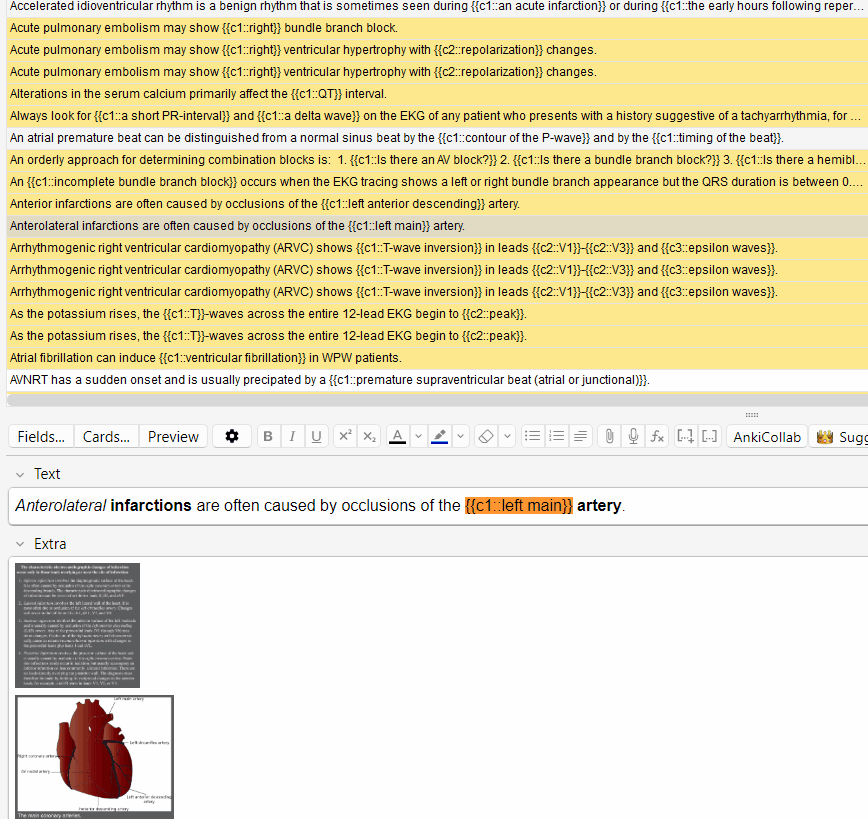 Accelerated idioventricular rhythm is a benign rhythm that is sometimes seen during {{c1::an acute infarction}} or during {{c1::the early hours following reper…
Acute pulmonary embolism may show {{c1::right}} bundle branch block.
Acute pulmonary embolism may show {{c1::right}} ventricular hypertrophy with {{c2::repolarization}} changes.
Acute pulmonary embolism may show {{c1::right}} ventricular hypertrophy with {{c2::repolarization}} changes.
Alterations in the serum calcium primarily affect the {{c1::QT}} interval.
Always look for {{c1::a short PR-interval}} and {{c1::a delta wave}} on the EKG of any patient who presents with a history suggestive of a tachyarrhythmia, for …
An atrial premature beat can be distinguished from a normal sinus beat by the {{c1::contour of the P-wave}} and by the {{c1::timing of the beat}}.
An orderly approach for determining combination blocks is:  1. {{c1::Is there an AV block?}} 2. {{c1::Is there a bundle branch block?}} 3. {{c1::Is there a hemibl…
An {{c1::incomplete bundle branch block}} occurs when the EKG tracing shows a left or right bundle branch appearance but the QRS duration is between 0.…
Anterior infarctions are often caused by occlusions of the {{c1::left anterior descending}} artery.
Anterolateral infarctions are often caused by occlusions of the {{c1::left main}} artery.
Arrhythmogenic right ventricular cardiomyopathy (ARVC) shows {{c1::T-wave inversion}} in leads {{c2::V1}}-{{c2::V3}} and {{c3::epsilon waves}}.
Arrhythmogenic right ventricular cardiomyopathy (ARVC) shows {{c1::T-wave inversion}} in leads {{c2::V1}}-{{c2::V3}} and {{c3::epsilon waves}}.
Arrhythmogenic right ventricular cardiomyopathy (ARVC) shows {{c1::T-wave inversion}} in leads {{c2::V1}}-{{c2::V3}} and {{c3::epsilon waves}}.
As the potassium rises, the {{c1::T}}-waves across the entire 12-lead EKG begin to {{c2::peak}}.
As the potassium rises, the {{c1::T}}-waves across the entire 12-lead EKG begin to {{c2::peak}}.
Atrial fibrillation can induce {{c1::ventricular fibrillation}} in WPW patients.
AVNRT has a sudden onset and is usually precipated by a {{c1::premature supraventricular beat (atrial or junctional)}}.
Fields... Cards... Preview B I U x² x₂ A fx [...]+ [...] AnkiCollab Sugg
Text
Anterolateral infarctions are often caused by occlusions of the {{c1::left main}} artery.
Extra
Left main artery
Left circumflex artery
Right coronary artery
Left anterior descending artery
Posterior descending artery
The main coronary arteries.